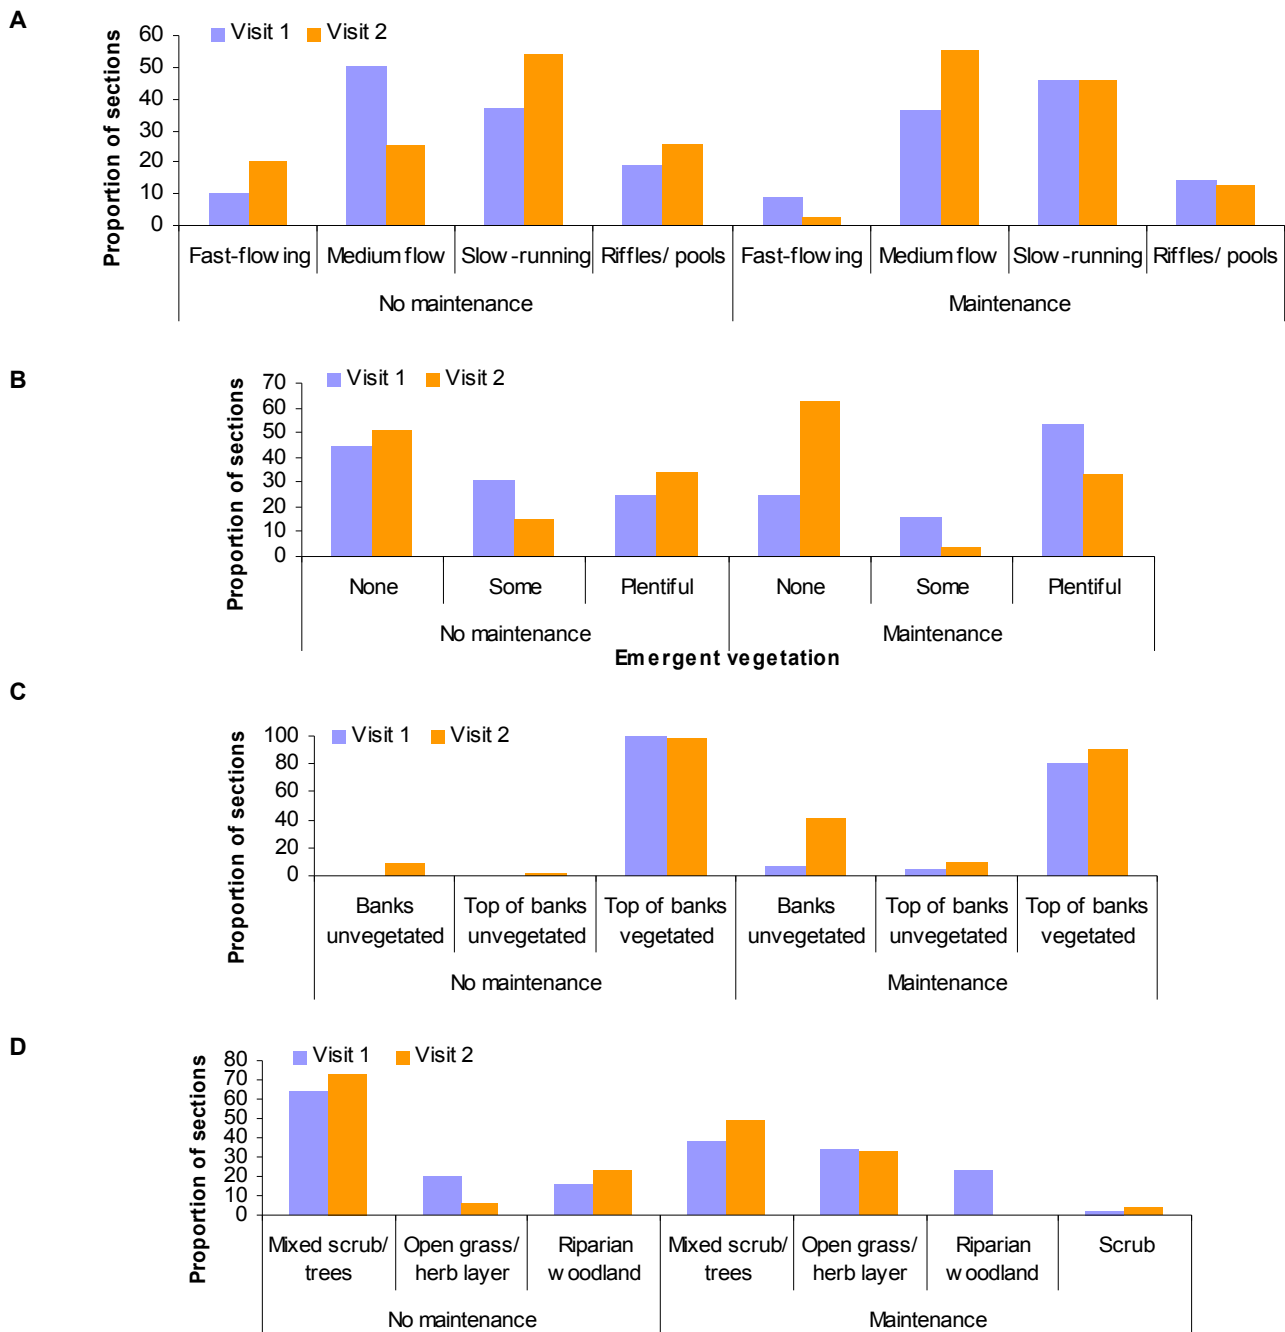 A
Visit 1 Visit 2
Proportion of sections
60
50
40
30
20
10
0
Fast-flowing Medium flow Slow-running Riffles/ pools Fast-flowing Medium flow Slow-running Riffles/ pools
No maintenance Maintenance
B
Visit 1 Visit 2
Proportion of sections
70
60
50
40
30
20
10
0
None Some Plentiful None Some Plentiful
No maintenance Maintenance
Emergent vegetation
C
Visit 1 Visit 2
Proportion of sections
100
80
60
40
20
0
Banks Top of banks Top of banks Banks Top of banks Top of banks
unvegetated unvegetated vegetated unvegetated unvegetated vegetated
No maintenance Maintenance
D
Visit 1 Visit 2
Proportion of sections
80
70
60
50
40
30
20
10
0
Mixed scrub/ Open grass/ Riparian Mixed scrub/ Open grass/ Riparian Scrub
trees herb layer woodland trees herb layer woodland
No maintenance Maintenance